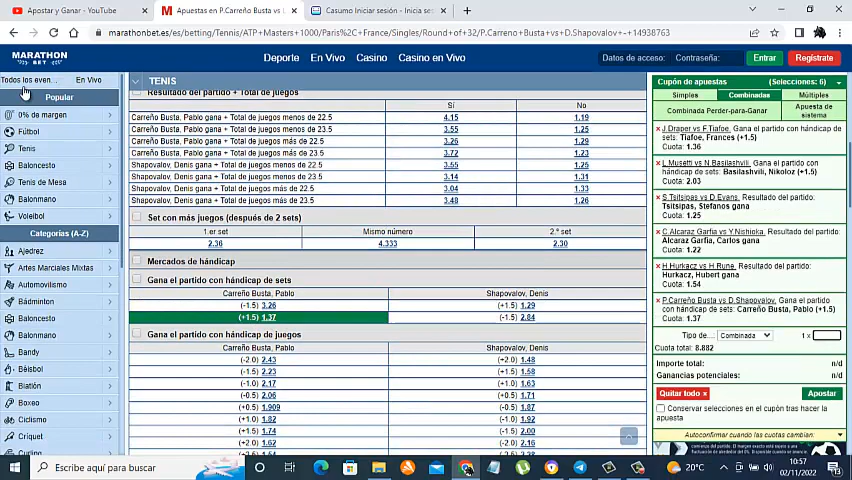 Apostar y Ganar - YouTube
Apuestas en P.Carreño Busta vs
Casumo Iniciar sesión - Inicia se
marathonbet.es/es/betting/Tennis/ATP+Masters+1000/Paris%2C+France/Singles/Round+of+32/P.Carreno+Busta+vs+D.Shapovalov+-+14938763
MARATHON
BET
Deporte En Vivo Casino Casino en Vivo
Datos de acceso: Contraseña: Entrar Regístrate
Todos los even... En Vivo
Popular
0% de margen
Fútbol
Tenis
Baloncesto
Tenis de Mesa
Balonmano
Voleibol
Categorías (A-Z)
Ajedrez
Artes Marciales Mixtas
Automovilismo
Bádminton
Baloncesto
Balonmano
Bandy
Béisbol
Biatlón
Boxeo
Ciclismo
Críquet
Curling
TENIS
Resultado del partido + Total de juegos
Sí No
Carreño Busta, Pablo gana + Total de juegos menos de 22.5 4.15 1.19
Carreño Busta, Pablo gana + Total de juegos menos de 23.5 3.55 1.25
Carreño Busta, Pablo gana + Total de juegos más de 22.5 3.26 1.29
Carreño Busta, Pablo gana + Total de juegos más de 23.5 3.72 1.23
Shapovalov, Denis gana + Total de juegos menos de 22.5 3.55 1.25
Shapovalov, Denis gana + Total de juegos menos de 23.5 3.14 1.31
Shapovalov, Denis gana + Total de juegos más de 22.5 3.04 1.33
Shapovalov, Denis gana + Total de juegos más de 23.5 3.48 1.26
Set con más juegos (después de 2 sets)
1.er set Mismo número 2.º set
2.36 4.333 2.30
Mercados de hándicap
Gana el partido con hándicap de sets
Carreño Busta, Pablo Shapovalov, Denis
(-1.5) 3.26 (+1.5) 1.29
(+1.5) 1.37 (-1.5) 2.84
Gana el partido con hándicap de juegos
Carreño Busta, Pablo Shapovalov, Denis
(-2.0) 2.43 (+2.0) 1.48
(-1.5) 2.23 (+1.5) 1.58
(-1.0) 2.17 (+1.0) 1.63
(-0.5) 2.06 (+0.5) 1.71
(+0.5) 1.909 (-0.5) 1.87
(+1.0) 1.82 (-1.0) 1.92
(+1.5) 1.74 (-1.5) 2.00
(+2.0) 1.62 (-2.0) 2.16
Cupón de apuestas (Selecciones: 6)
Simples Combinadas Múltiples
Combinada Perder-para-Ganar Apuesta de sistema
J.Draper vs F.Tiafoe, Gana el partido con hándicap de
sets: Tiafoe, Frances (+1.5)
Cuota: 1.36
L.Musetti vs N.Basilashvili, Gana el partido con
hándicap de sets: Basilashvili, Nikoloz (+1.5)
Cuota: 2.03
S.Tsitsipas vs D.Evans, Resultado del partido:
Tsitsipas, Stefanos gana
Cuota: 1.25
C.Alcaraz Garfia vs Y.Nishioka, Resultado del partido:
Alcaraz Garfia, Carlos gana
Cuota: 1.22
H.Hurkacz vs H.Rune, Resultado del partido:
Hurkacz, Hubert gana
Cuota: 1.54
P.Carreño Busta vs D.Shapovalov, Gana el partido con
hándicap de sets: Carreño Busta, Pablo (+1.5)
Cuota: 1.37
Tipo de... Combinada 1 x
Cuota total: 8.882
Importe total: n/d
Ganancias potenciales: n/d
Quitar todo x Apostar
Conservar selecciones en el cupón tras hacer la
apuesta
Autoconfirmar cuando las cuotas cambian:
Escribe aquí para buscar
20°C
10:57
02/11/2022